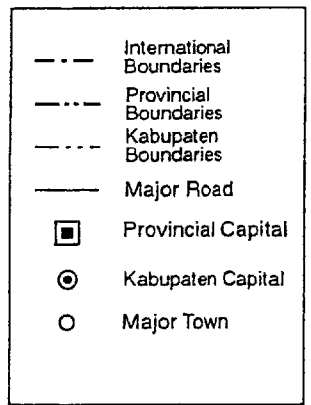 International
Boundaries
Provincial
Boundaries
Kabupaten
Boundaries
Major Road
Provincial Capital
Kabupaten Capital
Major Town